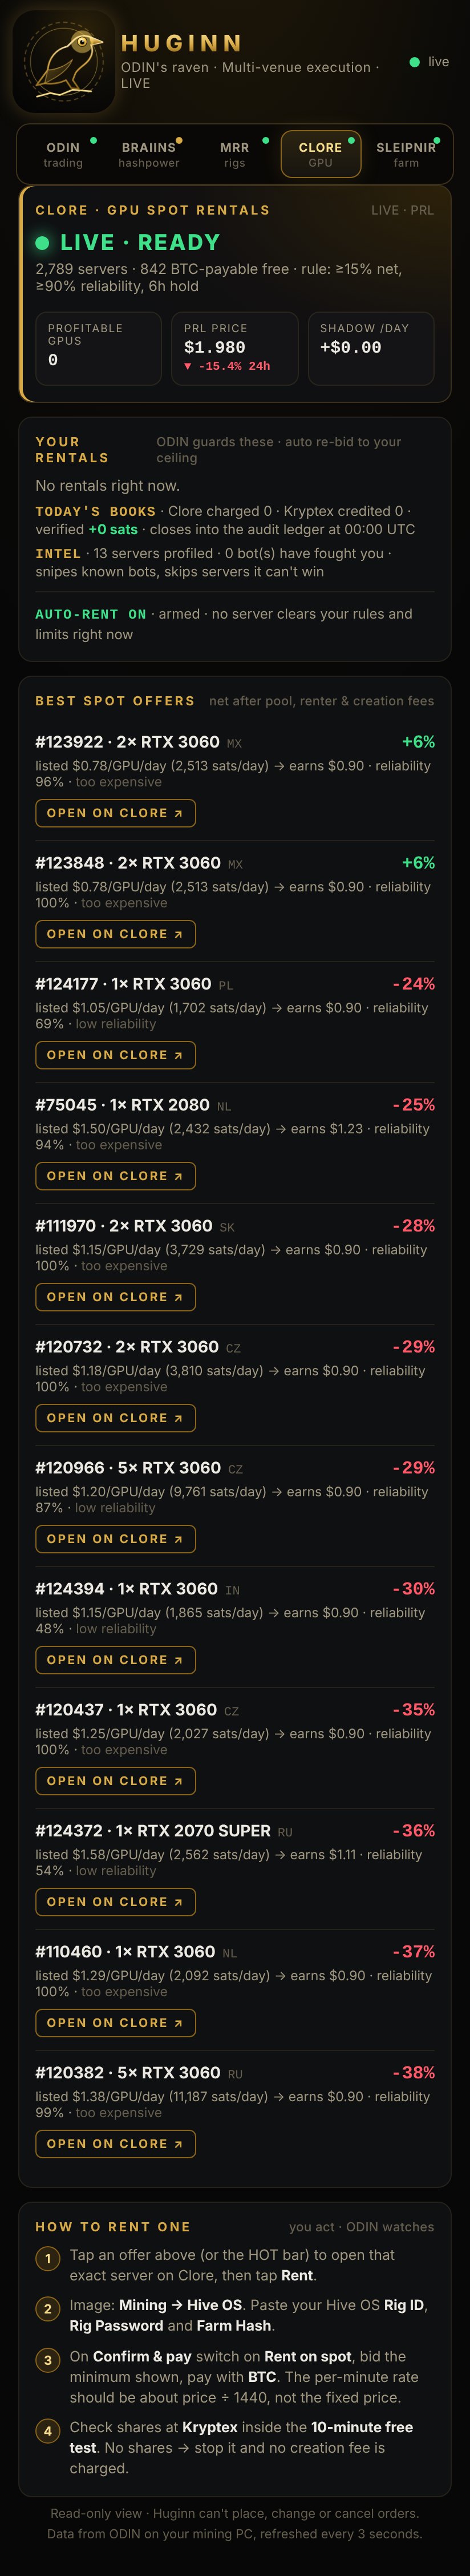 HUGINN
ODIN's raven · Multi-venue execution ·
LIVE
live
ODIN
trading
BRAIINS
hashpower
MRR
rigs
CLORE
GPU
SLEIPNIR
farm
CLORE · GPU SPOT RENTALS
LIVE · PRL
LIVE · READY
2,789 servers · 842 BTC-payable free · rule: ≥15% net,
≥90% reliability, 6h hold
PROFITABLE
GPUS
0
PRL PRICE
$1.980
▼ -15.4% 24h
SHADOW /DAY
+$0.00
YOUR
RENTALS
ODIN guards these · auto re-bid to your
ceiling
No rentals right now.
TODAY'S BOOKS · Clore charged 0 · Kryptex credited 0 ·
verified +0 sats · closes into the audit ledger at 00:00 UTC
INTEL · 13 servers profiled · 0 bot(s) have fought you ·
snipes known bots, skips servers it can't win
AUTO-RENT ON · armed · no server clears your rules and
limits right now
BEST SPOT OFFERS
net after pool, renter & creation fees
#123922 · 2× RTX 3060 MX
+6%
listed $0.78/GPU/day (2,513 sats/day) → earns $0.90 · reliability
96% · too expensive
OPEN ON CLORE ↗
#123848 · 2× RTX 3060 MX
+6%
listed $0.78/GPU/day (2,513 sats/day) → earns $0.90 · reliability
100% · too expensive
OPEN ON CLORE ↗
#124177 · 1× RTX 3060 PL
-24%
listed $1.05/GPU/day (1,702 sats/day) → earns $0.90 · reliability
69% · low reliability
OPEN ON CLORE ↗
#75045 · 1× RTX 2080 NL
-25%
listed $1.50/GPU/day (2,432 sats/day) → earns $1.23 · reliability
94% · too expensive
OPEN ON CLORE ↗
#111970 · 2× RTX 3060 SK
-28%
listed $1.15/GPU/day (3,729 sats/day) → earns $0.90 · reliability
100% · too expensive
OPEN ON CLORE ↗
#120732 · 2× RTX 3060 CZ
-29%
listed $1.18/GPU/day (3,810 sats/day) → earns $0.90 · reliability
100% · too expensive
OPEN ON CLORE ↗
#120966 · 5× RTX 3060 CZ
-29%
listed $1.20/GPU/day (9,761 sats/day) → earns $0.90 · reliability
87% · low reliability
OPEN ON CLORE ↗
#124394 · 1× RTX 3060 IN
-30%
listed $1.15/GPU/day (1,865 sats/day) → earns $0.90 · reliability
48% · low reliability
OPEN ON CLORE ↗
#120437 · 1× RTX 3060 CZ
-35%
listed $1.25/GPU/day (2,027 sats/day) → earns $0.90 · reliability
100% · too expensive
OPEN ON CLORE ↗
#124372 · 1× RTX 2070 SUPER RU
-36%
listed $1.58/GPU/day (2,562 sats/day) → earns $1.11 · reliability
54% · low reliability
OPEN ON CLORE ↗
#110460 · 1× RTX 3060 NL
-37%
listed $1.29/GPU/day (2,092 sats/day) → earns $0.90 · reliability
100% · too expensive
OPEN ON CLORE ↗
#120382 · 5× RTX 3060 RU
-38%
listed $1.38/GPU/day (11,187 sats/day) → earns $0.90 · reliability
99% · too expensive
OPEN ON CLORE ↗
HOW TO RENT ONE
you act · ODIN watches
1 Tap an offer above (or the HOT bar) to open that
exact server on Clore, then tap Rent.
2 Image: Mining → Hive OS. Paste your Hive OS Rig ID,
Rig Password and Farm Hash.
3 On Confirm & pay switch on Rent on spot, bid the
minimum shown, pay with BTC. The per-minute rate
should be about price ÷ 1440, not the fixed price.
4 Check shares at Kryptex inside the 10-minute free
test. No shares → stop it and no creation fee is
charged.
Read-only view · Huginn can't place, change or cancel orders.
Data from ODIN on your mining PC, refreshed every 3 seconds.